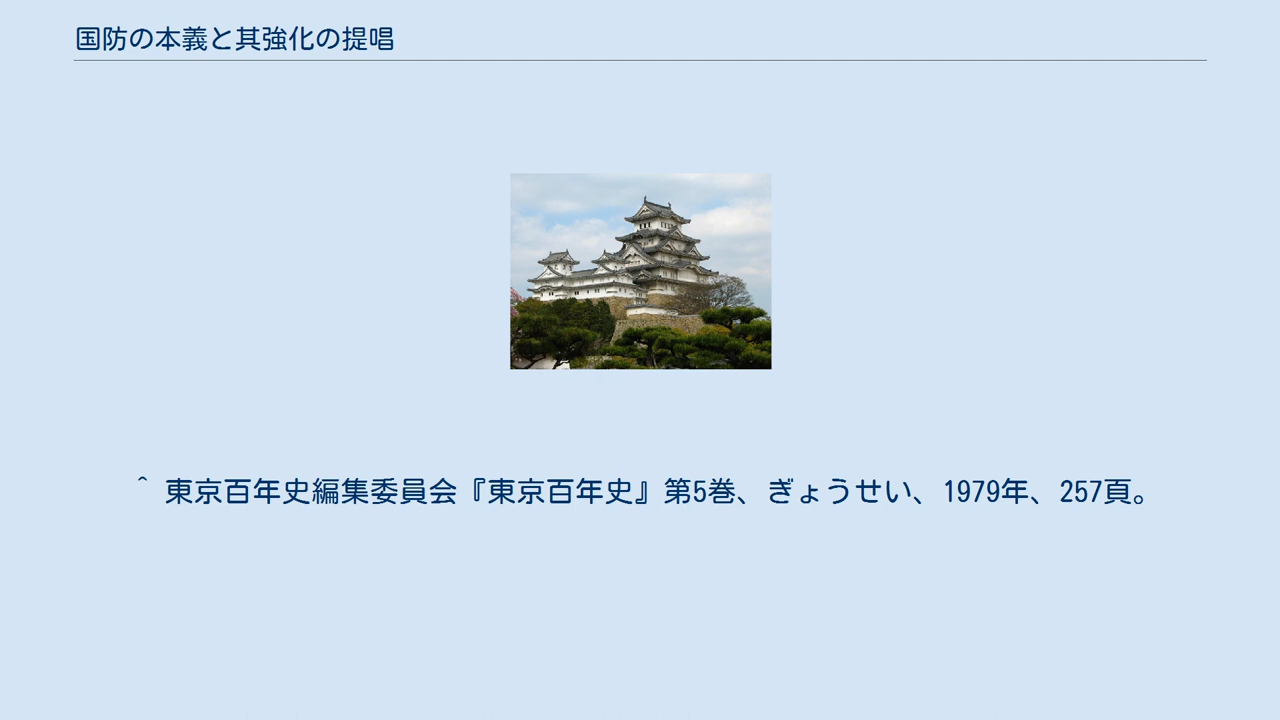 国防の本義と其強化の提唱
^ 東京百年史編集委員会『東京百年史』第5巻、ぎょうせい、1979年、257頁。